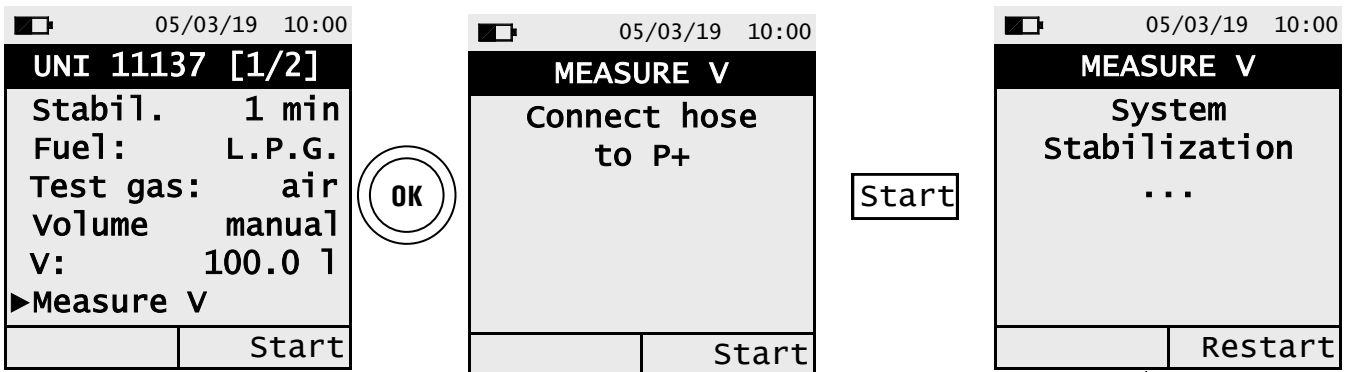 05/03/19 10:00
UNI 11137 [1/2]
Stabil. 1 min
Fuel: L.P.G.
Test gas: air
Volume manual
V: 100.0 l
▶Measure V
Start
OK
05/03/19 10:00
MEASURE V
Connect hose
to P+
Start
Start
05/03/19 10:00
MEASURE V
System
Stabilization
...
Restart